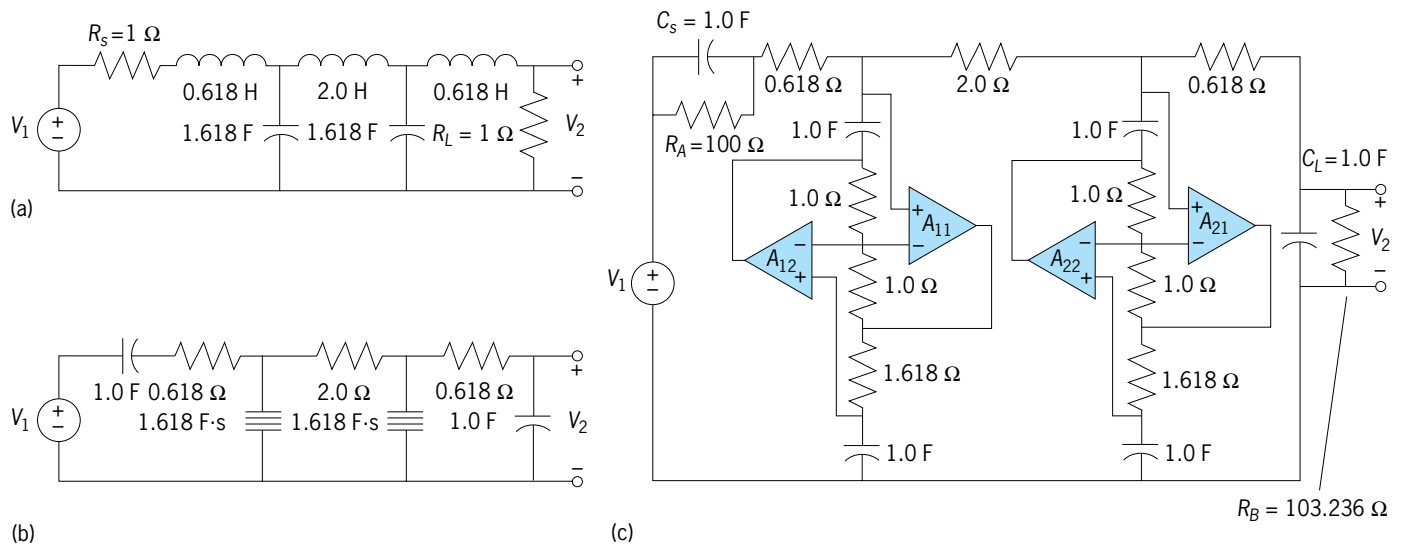 R_S = 1 Ω
0.618 H
2.0 H
0.618 H
V_1
+
−
1.618 F
1.618 F
R_L = 1 Ω
+
V_2
−
(a)
1.0 F
0.618 Ω
2.0 Ω
0.618 Ω
V_1
+
−
1.618 F·s
1.618 F·s
1.0 F
+
V_2
−
(b)
C_S = 1.0 F
0.618 Ω
2.0 Ω
0.618 Ω
R_A = 100 Ω
1.0 F
1.0 F
C_L = 1.0 F
1.0 Ω
1.0 Ω
+
A_11
−
+
A_21
−
−
A_12
+
−
A_22
+
+
V_2
−
V_1
+
−
1.0 Ω
1.0 Ω
1.618 Ω
1.618 Ω
1.0 F
1.0 F
R_B = 103.236 Ω
(c)